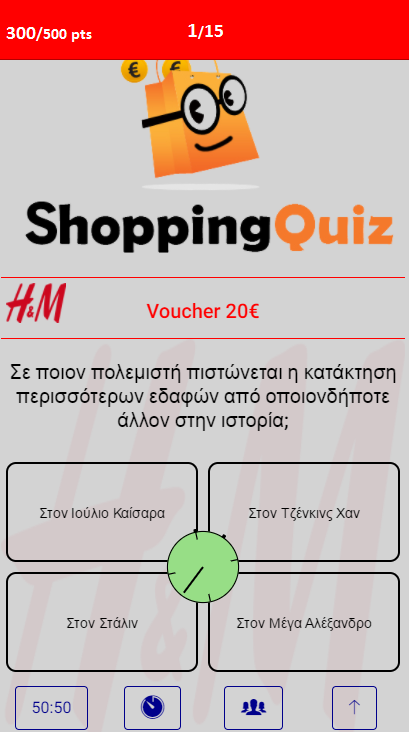 300/500 pts
1/15
€ €
ShoppingQuiz
H&M
Voucher 20€
Σε ποιον πολεμιστή πιστώνεται η κατάκτηση
περισσότερων εδαφών από οποιονδήποτε
άλλον στην ιστορία;
Στον Ιούλιο Καίσαρα
Στον Τζένκινς Χαν
Στον Στάλιν
Στον Μέγα Αλέξανδρο
H&M
50:50